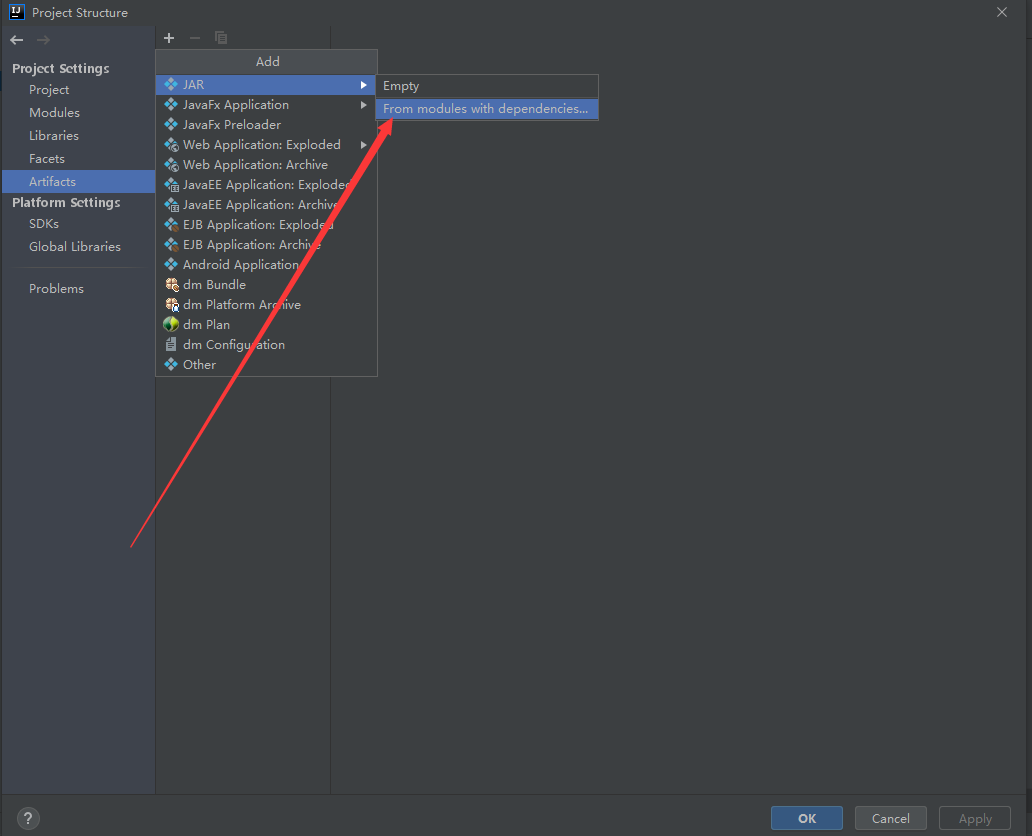 IJ Project Structure
Project Settings
Project
Modules
Libraries
Facets
Artifacts
Platform Settings
SDKs
Global Libraries
Problems
Add
JAR
JavaFx Application
JavaFx Preloader
Web Application: Exploded
Web Application: Archive
JavaEE Application: Exploded
JavaEE Application: Archive
EJB Application: Exploded
EJB Application: Archive
Android Application
dm Bundle
dm Platform Archive
dm Plan
dm Configuration
Other
Empty
From modules with dependencies...
?
OK
Cancel
Apply